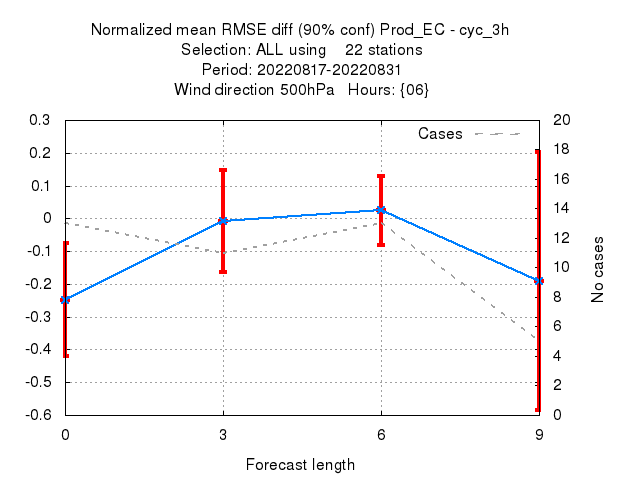 Normalized mean RMSE diff (90% conf) Prod_EC - cyc_3h
Selection: ALL using    22 stations
Period: 20220817-20220831
Wind direction 500hPa   Hours: {06}
Cases
0.3
0.2
0.1
0
-0.1
-0.2
-0.3
-0.4
-0.5
-0.6
20
18
16
14
12
10
8
6
4
2
0
No cases
0 3 6 9
Forecast length